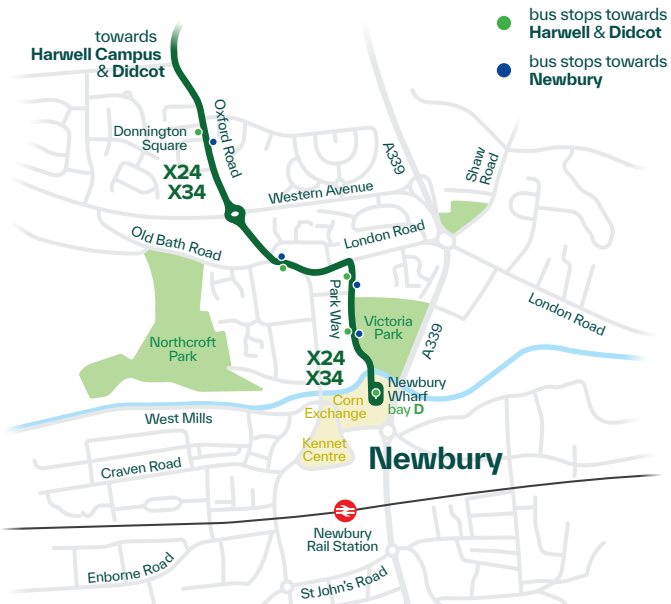 bus stops towards
Harwell & Didcot
bus stops towards
Newbury
towards
Harwell Campus
& Didcot
Oxford Road
Donnington
Square
X24
X34
A339
Shaw
Road
Western Avenue
Old Bath Road
London Road
Park Way
London Road
Victoria
Park
A339
Northcroft
Park
X24
X34
Newbury
Wharf
bay D
Corn
Exchange
West Mills
Kennet
Centre
Newbury
Craven Road
Newbury
Rail Station
Enborne Road
St John's Road